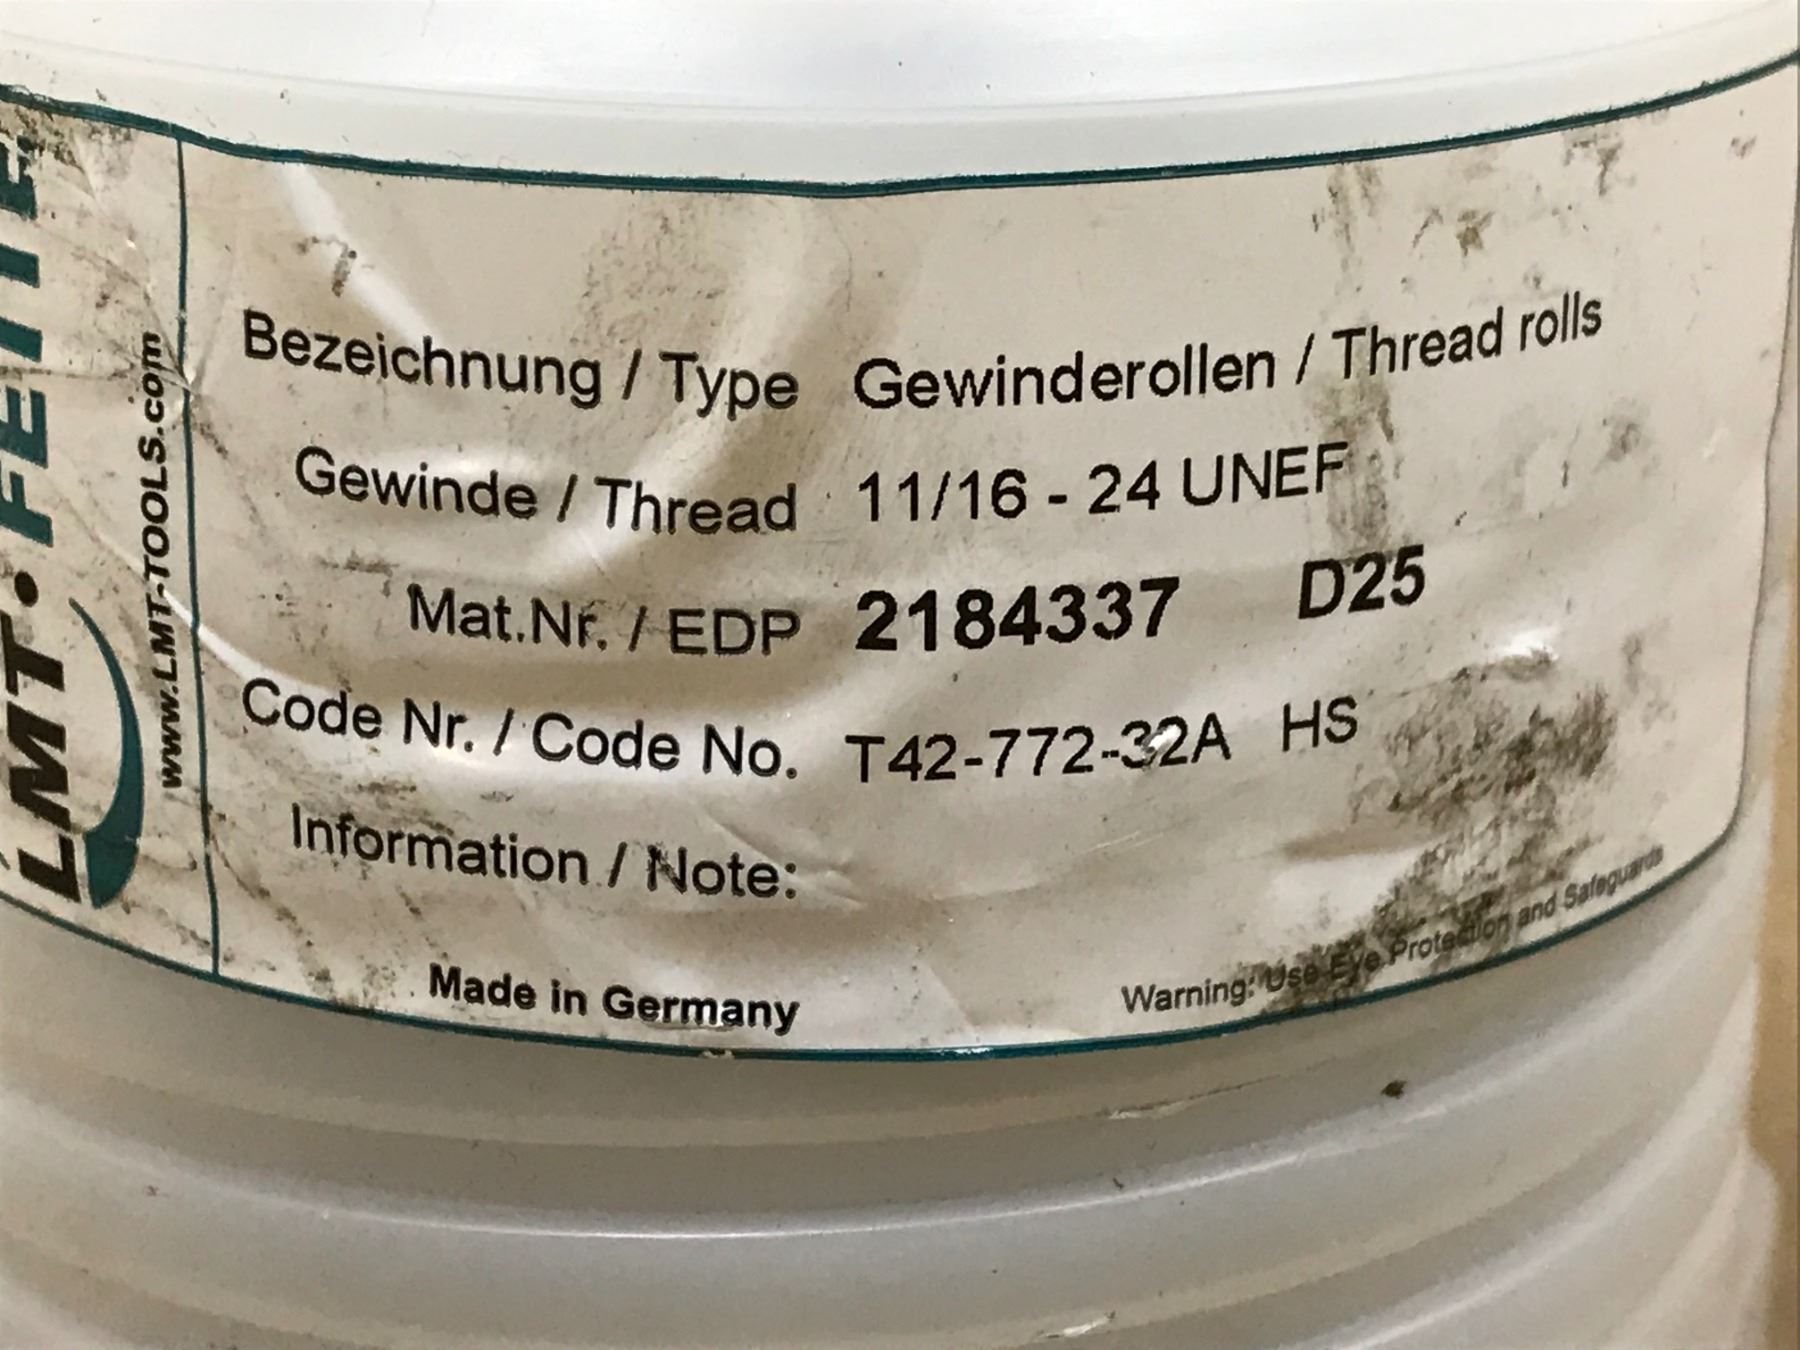 LMT. FETTE
www.LMT-TOOLS.com
Bezeichnung / Type Gewinderollen / Thread rolls
Gewinde / Thread 11/16 - 24 UNEF
Mat.Nr. / EDP 2184337 D25
Code Nr. / Code No. T42-772-32A HS
Information / Note:
Made in Germany
Warning: Use Eye Protection and Safeguards